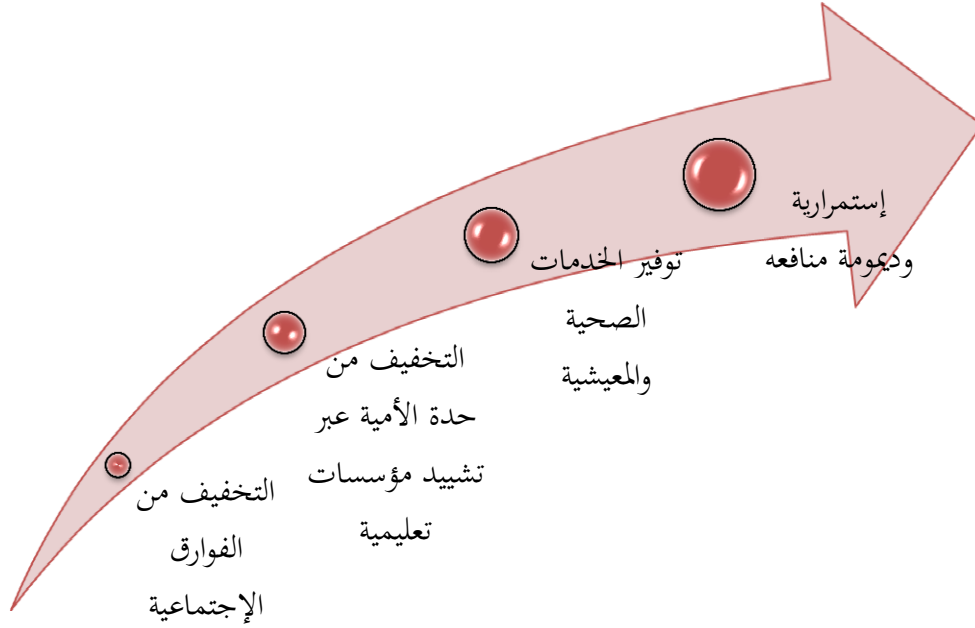 إستمرارية
وديمومة منافعه
توفير الخدمات
الصحية
والمعيشية
التخفيف من
حدة الأمية عبر
تشييد مؤسسات
تعليمية
التخفيف من
الفوارق
الإجتماعية